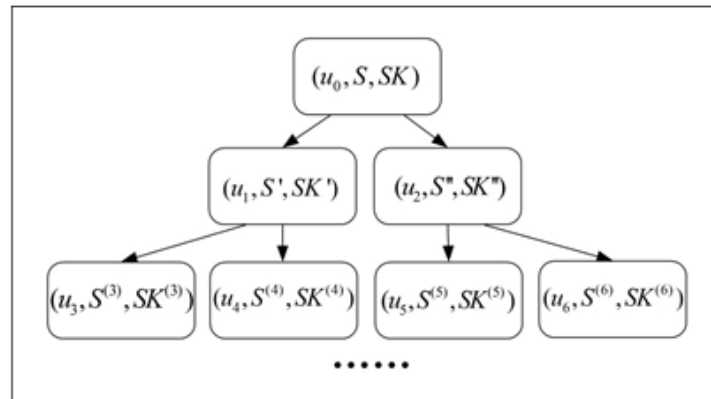 (u₀, S, SK)
(u₁, S', SK') (u₂, S''', SK''')
(u₃, S⁽³⁾, SK⁽³⁾) (u₄, S⁽⁴⁾, SK⁽⁴⁾) (u₅, S⁽⁵⁾, SK⁽⁵⁾) (u₆, S⁽⁶⁾, SK⁽⁶⁾)
......